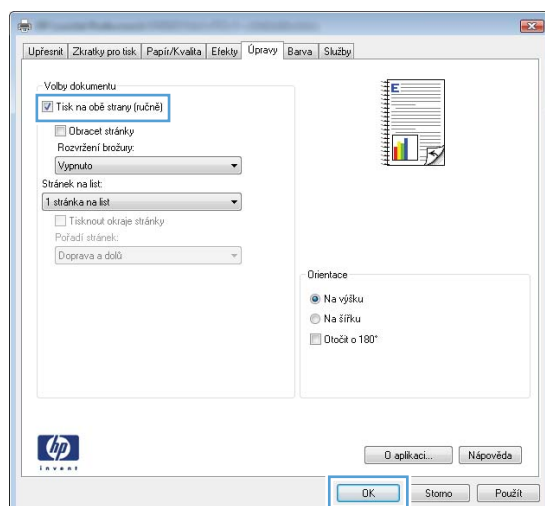 Upřesnit Zkratky pro tisk Papír/Kvalita Efekty Úpravy Barva Služby
Volby dokumentu
Tisk na obě strany (ručně)
Obracet stránky
Rozvržení brožury:
Vypnuto
Stránek na list:
1 stránka na list
Tisknout okraje stránky
Pořadí stránek:
Doprava a dolů
E
Orientace
Na výšku
Na šířku
Otočit o 180°
hp
invent
O aplikaci... Nápověda
OK Storno Použít